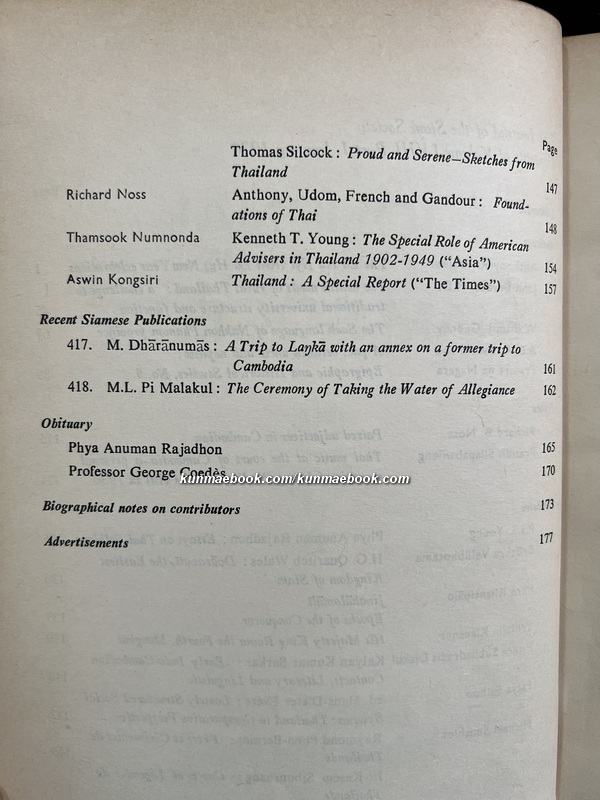 Page
Thomas Silcock : Proud and Serene—Sketches from
Thailand 147
Richard Noss Anthony, Udom, French and Gandour : Found-
ations of Thai 148
Thamsook Numnonda Kenneth T. Young : The Special Role of American
Advisers in Thailand 1902-1949 ("Asia") 154
Aswin Kongsiri Thailand : A Special Report ("The Times") 157
Recent Siamese Publications
417. M. Dhārānumās : A Trip to Laŋkā with an annex on a former trip to
Cambodia 161
418. M.L. Pi Malakul : The Ceremony of Taking the Water of Allegiance 162
Obituary
Phya Anuman Rajadhon 165
Professor George Coedès 170
kunmaebook.com/kunmaebook.com
Biographical notes on contributors 173
Advertisements 177